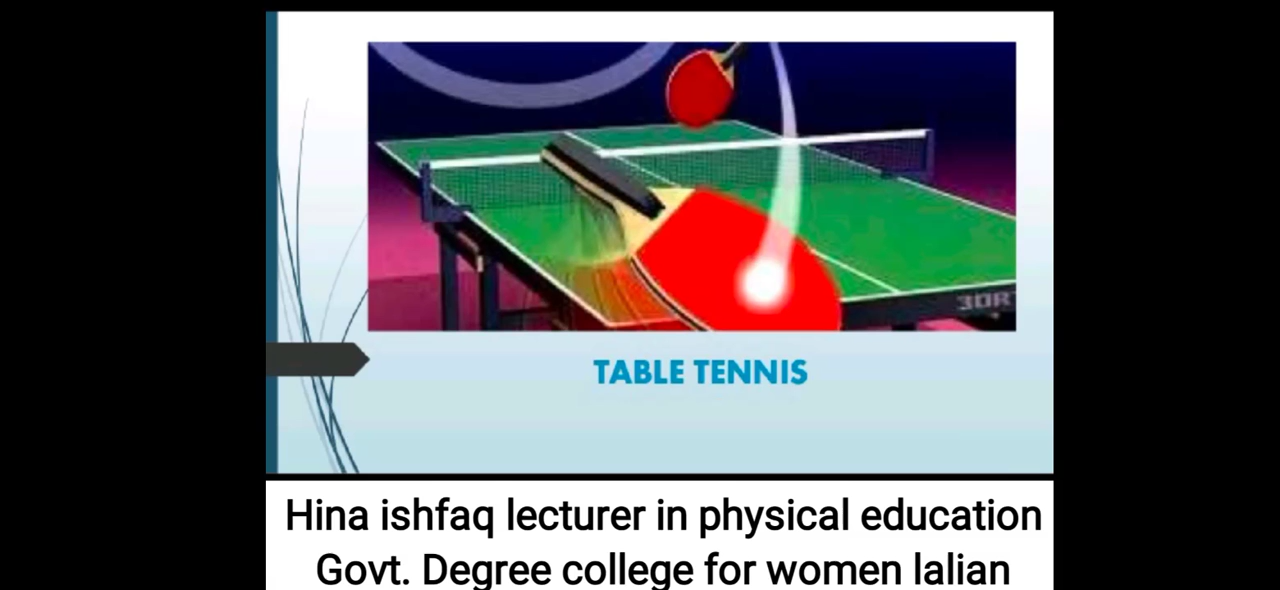 TABLE TENNIS
Hina ishfaq lecturer in physical education
Govt. Degree college for women lalian